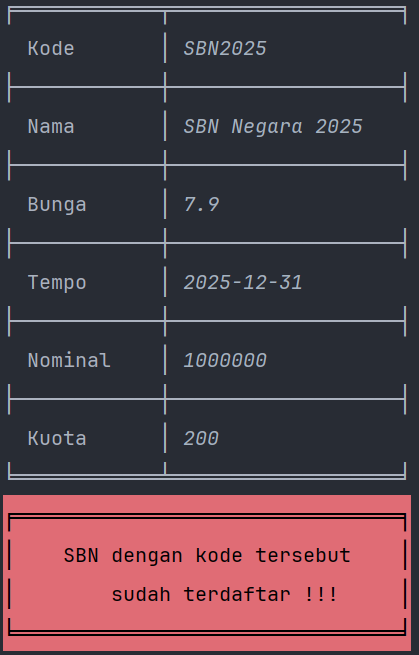 Kode SBN2025
Nama SBN Negara 2025
Bunga 7.9
Tempo 2025-12-31
Nominal 1000000
Kuota 200
SBN dengan kode tersebut
sudah terdaftar !!!